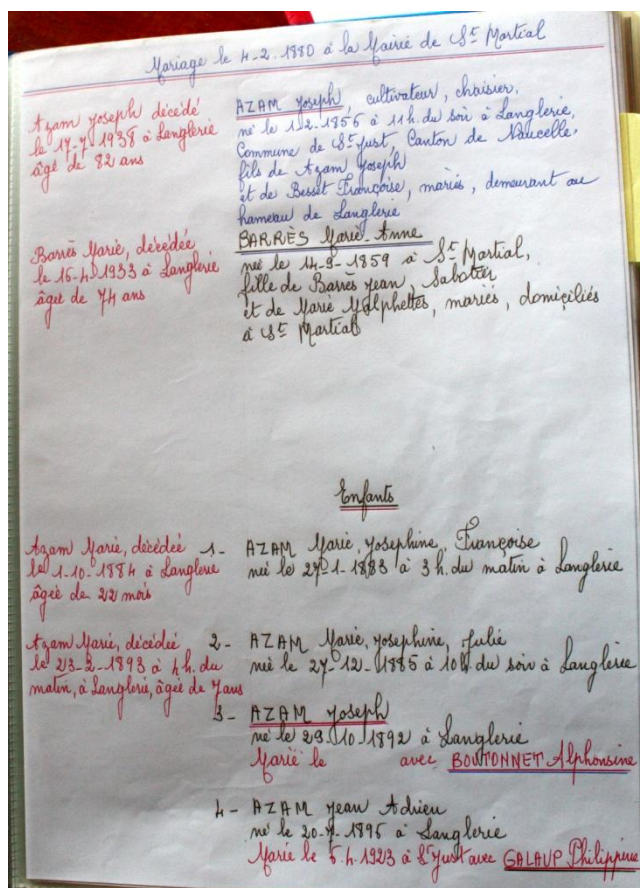 Mariage le 4-2-1880 à la Mairie de St Martial
Azam Joseph décédé
le 17-7-1938 à Langlerie
âgé de 82 ans
AZAM Joseph, cultivateur, chaisier,
né le 1-2-1856 à 11 h. du soir à Langlerie,
Commune de St Just, Canton de Naucelle,
fils de Azam Joseph
et de Besset Françoise, mariés, demeurant au
hameau de Langlerie
Barrès Marie, décédée
le 15-4-1933 à Langlerie
âgée de 74 ans
BARRÈS Marie-Anne
née le 14-9-1859 à St Martial,
fille de Barrès Jean, Sabotier
et de Marie Malphettes, mariés, domiciliés
à St Martial
Enfants
Azam Marie, décédée
le 1-10-1884 à Langlerie
âgée de 22 mois
1- AZAM Marie, Josephine, Françoise
née le 27-1-1883 à 3 h. du matin à Langlerie
Azam Marie, décédée
le 23-2-1893 à 4 h. du
matin, à Langlerie, âgée de 7 ans
2- AZAM Marie, Josephine, Julie
née le 27-12-1885 à 10 h du soir à Langlerie
3- AZAM Joseph
né le 29-10-1892 à Langlerie
Marié le avec BOUTONNET Alphonsine
4- AZAM Jean Adrien
né le 20-7-1895 à Langlerie
Marié le 5.4.1923 à St Just avec GALAUP Philippine